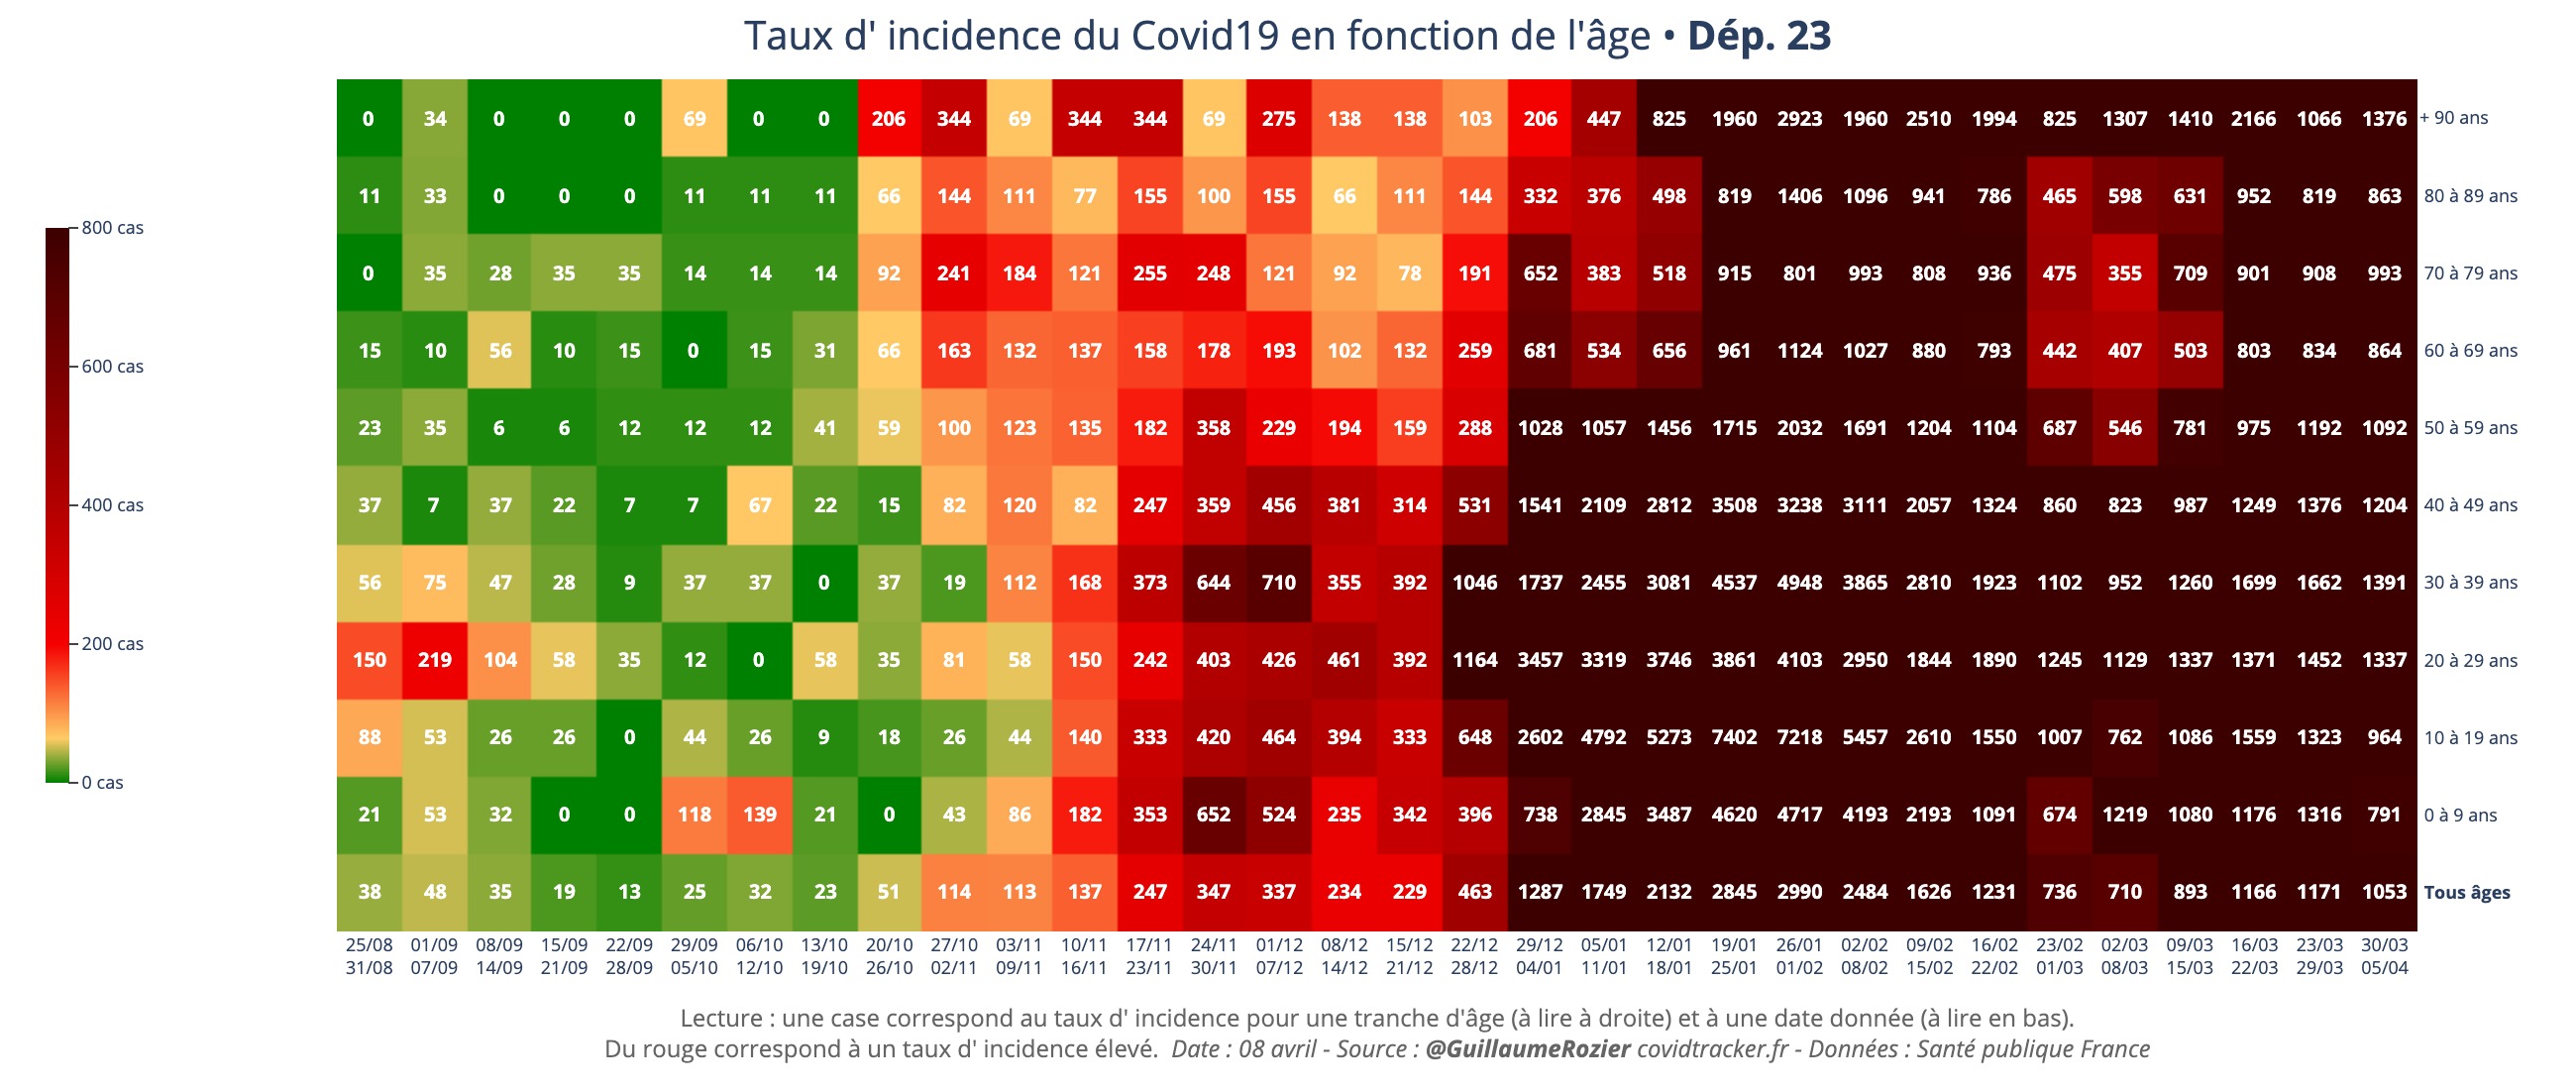 Taux d' incidence du Covid19 en fonction de l'âge • Dép. 23
0 34 0 0 0 69 0 0 206 344 69 344 344 69 275 138 138 103 206 447 825 1960 2923 1960 2510 1994 825 1307 1410 2166 1066 1376 + 90 ans
11 33 0 0 0 11 11 11 66 144 111 77 155 100 155 66 111 144 332 376 498 819 1406 1096 941 786 465 598 631 952 819 863 80 à 89 ans
800 cas
0 35 28 35 35 14 14 14 92 241 184 121 255 248 121 92 78 191 652 383 518 915 801 993 808 936 475 355 709 901 908 993 70 à 79 ans
15 10 56 10 15 0 15 31 66 163 132 137 158 178 193 102 132 259 681 534 656 961 1124 1027 880 793 442 407 503 803 834 864 60 à 69 ans
600 cas
23 35 6 6 12 12 12 41 59 100 123 135 182 358 229 194 159 288 1028 1057 1456 1715 2032 1691 1204 1104 687 546 781 975 1192 1092 50 à 59 ans
400 cas
37 7 37 22 7 7 67 22 15 82 120 82 247 359 456 381 314 531 1541 2109 2812 3508 3238 3111 2057 1324 860 823 987 1249 1376 1204 40 à 49 ans
56 75 47 28 9 37 37 0 37 19 112 168 373 644 710 355 392 1046 1737 2455 3081 4537 4948 3865 2810 1923 1102 952 1260 1699 1662 1391 30 à 39 ans
200 cas
150 219 104 58 35 12 0 58 35 81 58 150 242 403 426 461 392 1164 3457 3319 3746 3861 4103 2950 1844 1890 1245 1129 1337 1371 1452 1337 20 à 29 ans
88 53 26 26 0 44 26 9 18 26 44 140 333 420 464 394 333 648 2602 4792 5273 7402 7218 5457 2610 1550 1007 762 1086 1559 1323 964 10 à 19 ans
0 cas
21 53 32 0 0 118 139 21 0 43 86 182 353 652 524 235 342 396 738 2845 3487 4620 4717 4193 2193 1091 674 1219 1080 1176 1316 791 0 à 9 ans
38 48 35 19 13 25 32 23 51 114 113 137 247 347 337 234 229 463 1287 1749 2132 2845 2990 2484 1626 1231 736 710 893 1166 1171 1053 Tous âges
25/08 01/09 08/09 15/09 22/09 29/09 06/10 13/10 20/10 27/10 03/11 10/11 17/11 24/11 01/12 08/12 15/12 22/12 29/12 05/01 12/01 19/01 26/01 02/02 09/02 16/02 23/02 02/03 09/03 16/03 23/03 30/03
31/08 07/09 14/09 21/09 28/09 05/10 12/10 19/10 26/10 02/11 09/11 16/11 23/11 30/11 07/12 14/12 21/12 28/12 04/01 11/01 18/01 25/01 01/02 08/02 15/02 22/02 01/03 08/03 15/03 22/03 29/03 05/04
Lecture : une case correspond au taux d' incidence pour une tranche d'âge (à lire à droite) et à une date donnée (à lire en bas).
Du rouge correspond à un taux d' incidence élevé. Date : 08 avril - Source : @GuillaumeRozier covidtracker.fr - Données : Santé publique France